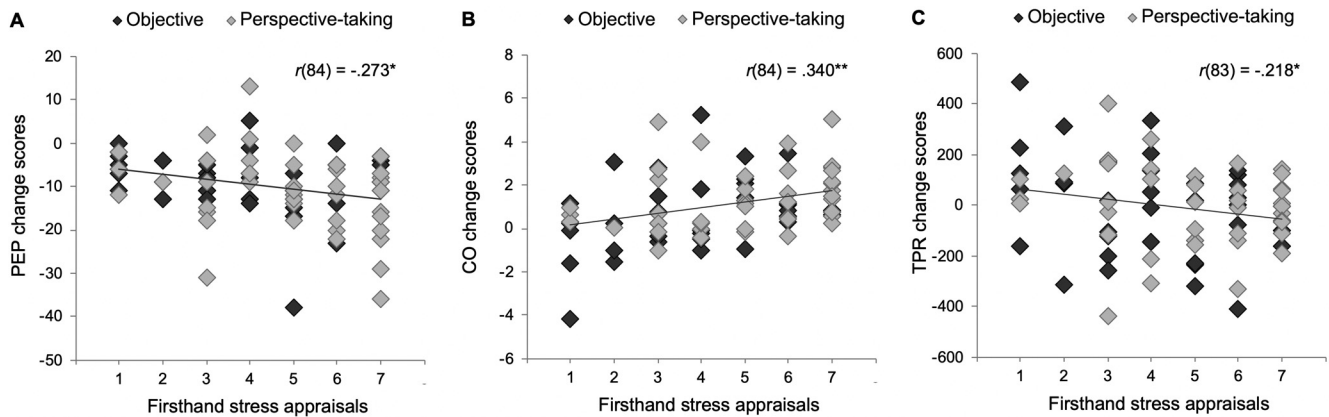 A
Objective Perspective-taking
r(84) = -.273*
PEP change scores
20
10
0
-10
-20
-30
-40
-50
1 2 3 4 5 6 7
Firsthand stress appraisals
B
Objective Perspective-taking
r(84) = .340**
CO change scores
8
6
4
2
0
-2
-4
-6
1 2 3 4 5 6 7
Firsthand stress appraisals
C
Objective Perspective-taking
r(83) = -.218*
TPR change scores
600
400
200
0
-200
-400
-600
1 2 3 4 5 6 7
Firsthand stress appraisals